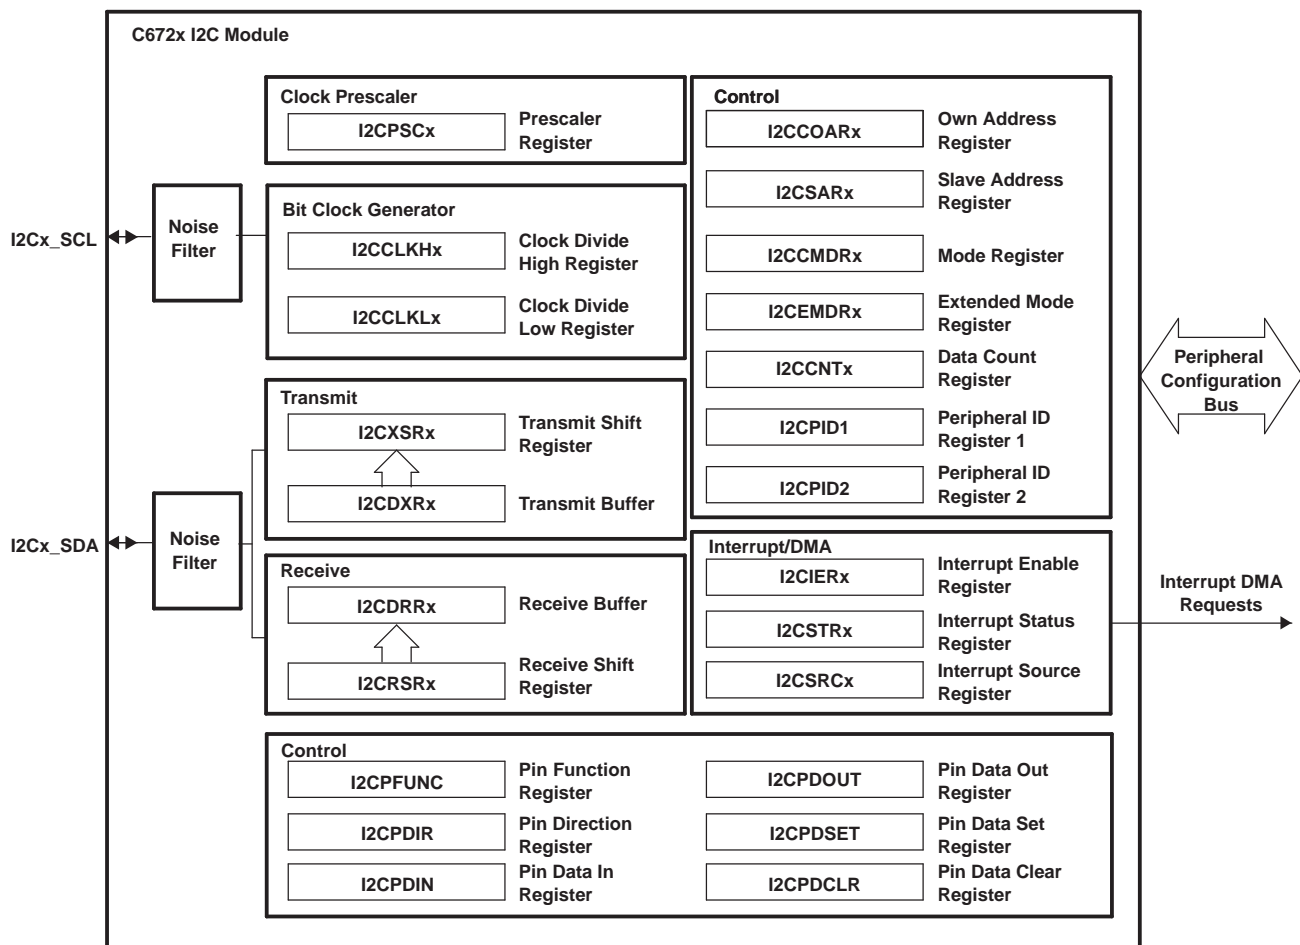 C672x I2C Module
Clock Prescaler
I2CPSCx
Prescaler
Register
I2Cx_SCL
Noise
Filter
Bit Clock Generator
I2CCLKHx
Clock Divide
High Register
I2CCLKLx
Clock Divide
Low Register
Transmit
I2CXSRx
Transmit Shift
Register
I2CDXRx
Transmit Buffer
I2Cx_SDA
Noise
Filter
Receive
I2CDRRx
Receive Buffer
I2CRSRx
Receive Shift
Register
Control
I2CCOARx
Own Address
Register
I2CSARx
Slave Address
Register
I2CCMDRx
Mode Register
I2CEMDRx
Extended Mode
Register
I2CCNTx
Data Count
Register
I2CPID1
Peripheral ID
Register 1
I2CPID2
Peripheral ID
Register 2
Peripheral
Configuration
Bus
Interrupt/DMA
I2CIERx
Interrupt Enable
Register
I2CSTRx
Interrupt Status
Register
I2CSRCx
Interrupt Source
Register
Interrupt DMA
Requests
Control
I2CPFUNC
Pin Function
Register
I2CPDIR
Pin Direction
Register
I2CPDIN
Pin Data In
Register
I2CPDOUT
Pin Data Out
Register
I2CPDSET
Pin Data Set
Register
I2CPDCLR
Pin Data Clear
Register